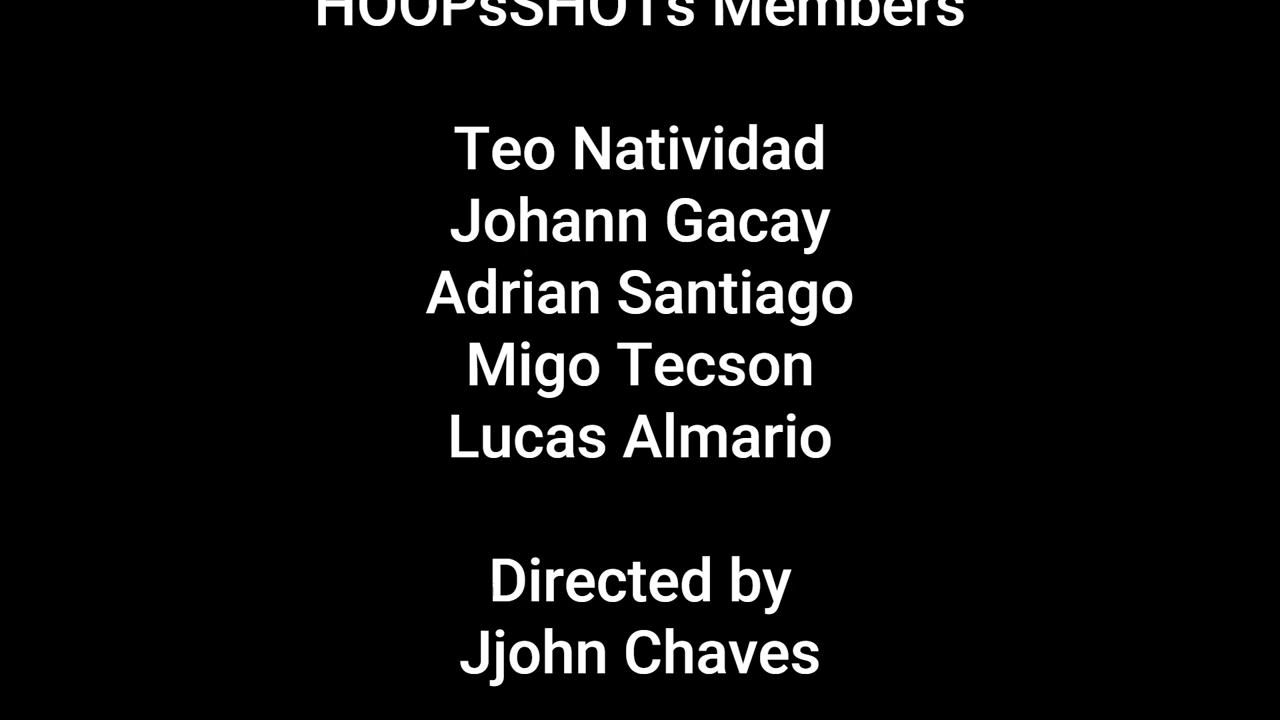 HOOPsSHOTs Members
Teo Natividad
Johann Gacay
Adrian Santiago
Migo Tecson
Lucas Almario
Directed by
Jjohn Chaves